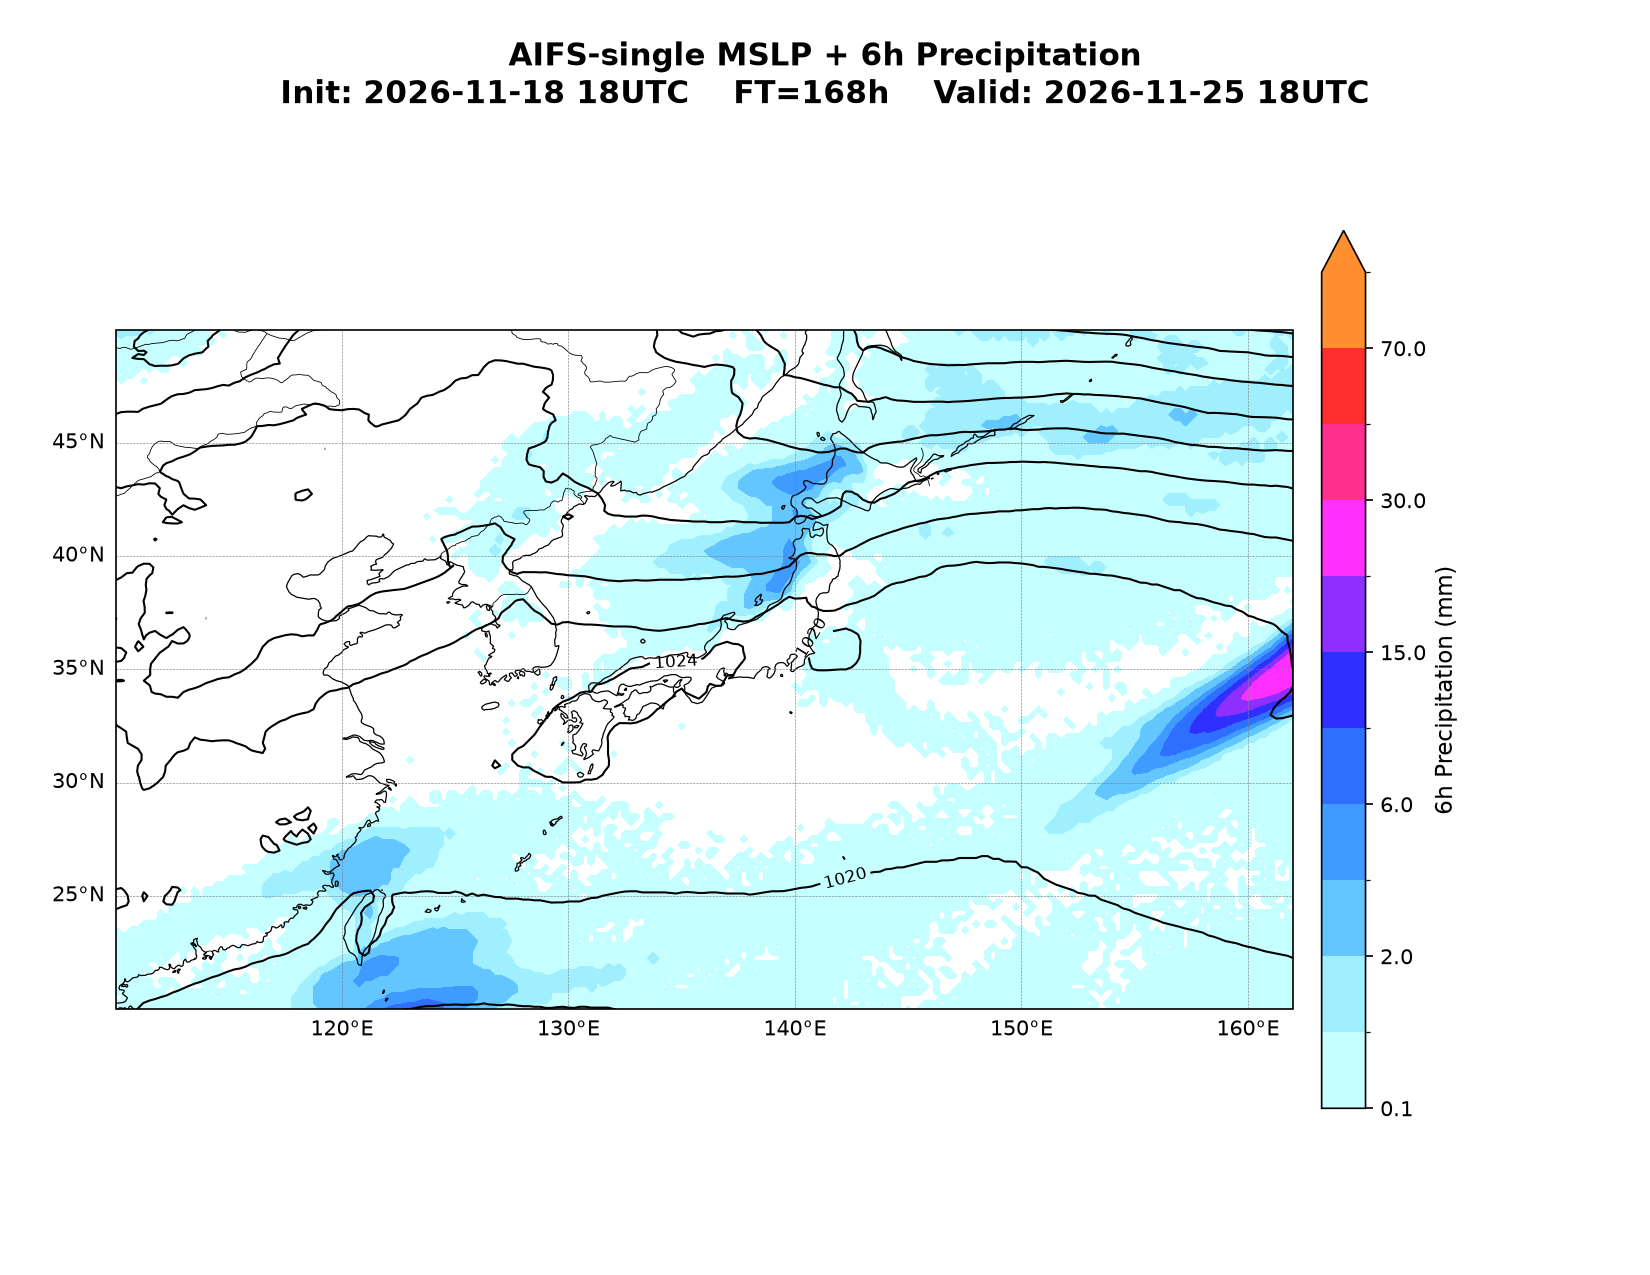 AIFS-single MSLP + 6h Precipitation
Init: 2026-11-18 18UTC    FT=168h    Valid: 2026-11-25 18UTC
70.0
30.0
15.0
6.0
2.0
0.1
6h Precipitation (mm)
45°N
40°N
35°N
30°N
25°N
1020
1024
1020
120°E
130°E
140°E
150°E
160°E